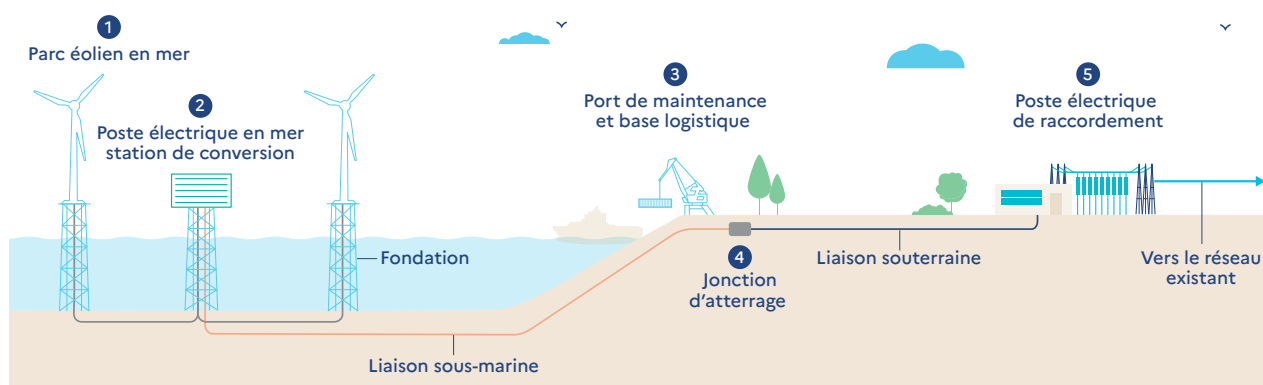 1
Parc éolien en mer
2
Poste électrique en mer
station de conversion
3
Port de maintenance
et base logistique
5
Poste électrique
de raccordement
Fondation
4
Jonction
d'atterrage
Liaison souterraine
Vers le réseau
existant
Liaison sous-marine